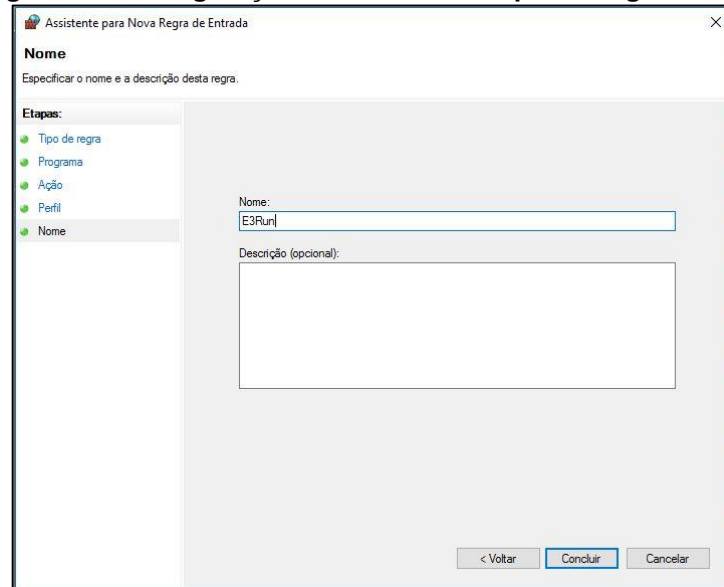 Assistente para Nova Regra de Entrada
Nome
Especificar o nome e a descrição desta regra.
Etapas:
Tipo de regra
Programa
Ação
Perfil
Nome
Nome:
E3Run
Descrição (opcional):
< Voltar Concluir Cancelar